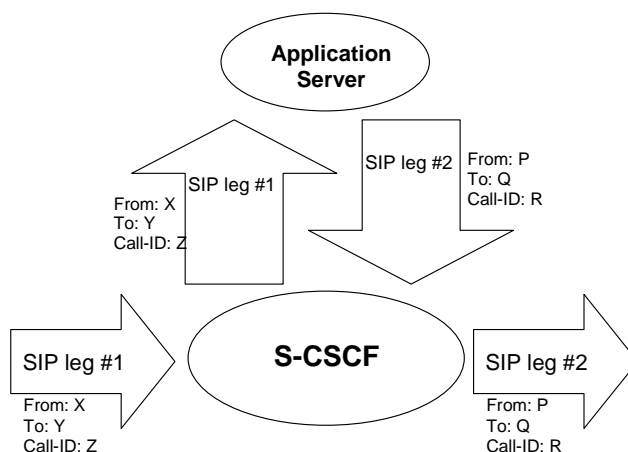 Application
Server
SIP leg #1
From: X
To: Y
Call-ID: Z
SIP leg #2
From: P
To: Q
Call-ID: R
SIP leg #1
From: X
To: Y
Call-ID: Z
S-CSCF
SIP leg #2
From: P
To: Q
Call-ID: R